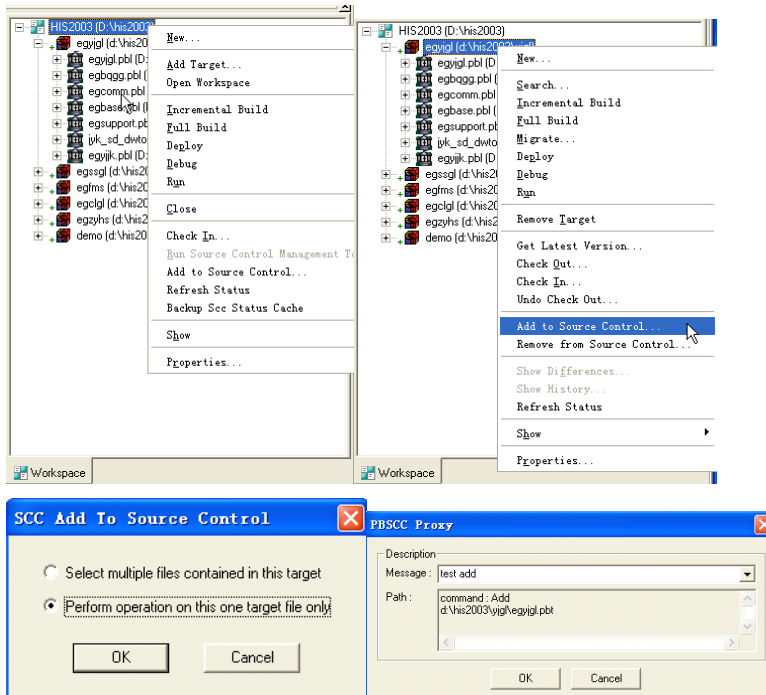 HIS2003 (D:\his2003)
egyjgl (d:\his20
egyjgl.pbl (D:
egbqgg.pbl (
egcomm.pbl
egbase.pbl (
egsupport.pb
jyk_sd_dwto
egyjjk.pbl (D:
egssgl (d:\his20
egfms (d:\his20
egclgl (d:\his20
egzyhs (d:\his2
demo (d:\his20
New...
Add Target...
Open Workspace
Incremental Build
Full Build
Deploy
Debug
Run
Close
Check In...
Run Source Control Management To
Add to Source Control...
Refresh Status
Backup Scc Status Cache
Show
Properties...
Workspace
HIS2003 (D:\his2003)
egyjgl (d:\his2003\yjgl)
egyjgl.pbl (D
egbqgg.pbl (
egcomm.pbl
egbase.pbl (
egsupport.pb
jyk_sd_dwto
egyjjk.pbl (D
egssgl (d:\his20
egfms (d:\his20
egclgl (d:\his20
egzyhs (d:\his2
demo (d:\his20
New...
Search...
Incremental Build
Full Build
Migrate...
Deploy
Debug
Run
Remove Target
Get Latest Version...
Check Out...
Check In...
Undo Check Out...
Add to Source Control...
Remove from Source Control...
Show Differences...
Show History...
Refresh Status
Show
Properties...
Workspace
SCC Add To Source Control
Select multiple files contained in this target
Perform operation on this one target file only
OK Cancel
PBSCC Proxy
Description
Message : test add
Path : command : Add
d:\his2003\yjgl\egyjgl.pbt
OK Cancel